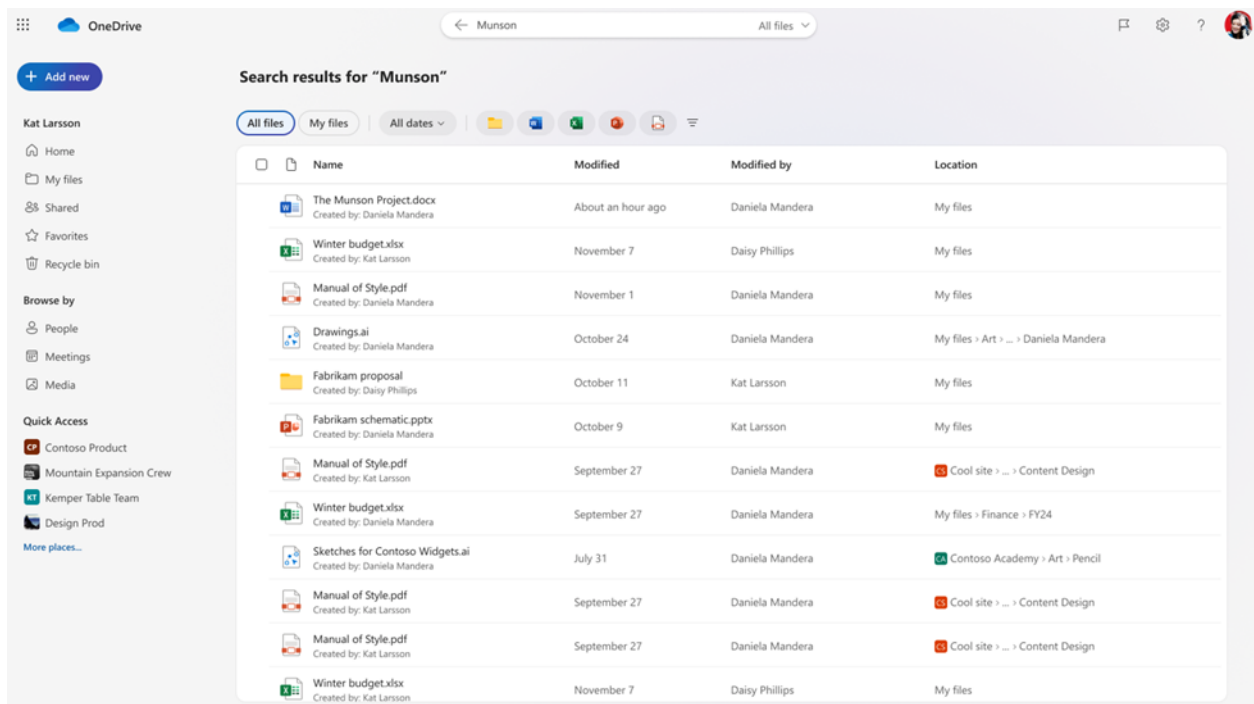 OneDrive
Munson
All files
?
+ Add new
Search results for “Munson”
All files
My files
All dates
Kat Larsson
Home
My files
Shared
Favorites
Recycle bin
Browse by
People
Meetings
Media
Quick Access
CP Contoso Product
Mountain Expansion Crew
KT Kemper Table Team
Design Prod
More places...
Name Modified Modified by Location
The Munson Project.docx About an hour ago Daniela Mandera My files
Created by: Daniela Mandera
Winter budget.xlsx November 7 Daisy Phillips My files
Created by: Kat Larsson
Manual of Style.pdf November 1 Daniela Mandera My files
Created by: Daniela Mandera
Drawings.ai October 24 Daniela Mandera My files › Art › ... › Daniela Mandera
Created by: Daniela Mandera
Fabrikam proposal October 11 Kat Larsson My files
Created by: Daisy Phillips
Fabrikam schematic.pptx October 9 Kat Larsson My files
Created by: Daniela Mandera
Manual of Style.pdf September 27 Daniela Mandera CS Cool site › ... › Content Design
Created by: Kat Larsson
Winter budget.xlsx September 27 Daniela Mandera My files › Finance › FY24
Created by: Daniela Mandera
Sketches for Contoso Widgets.ai July 31 Daniela Mandera CA Contoso Academy › Art › Pencil
Created by: Daniela Mandera
Manual of Style.pdf September 27 Daniela Mandera CS Cool site › ... › Content Design
Created by: Kat Larsson
Manual of Style.pdf September 27 Daniela Mandera CS Cool site › ... › Content Design
Created by: Kat Larsson
Winter budget.xlsx November 7 Daisy Phillips My files
Created by: Kat Larsson